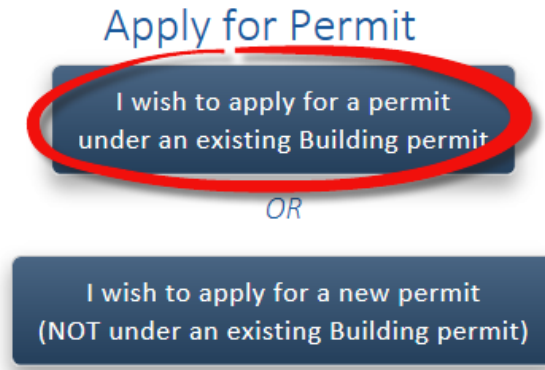 Apply for Permit
I wish to apply for a permit
under an existing Building permit
OR
I wish to apply for a new permit
(NOT under an existing Building permit)